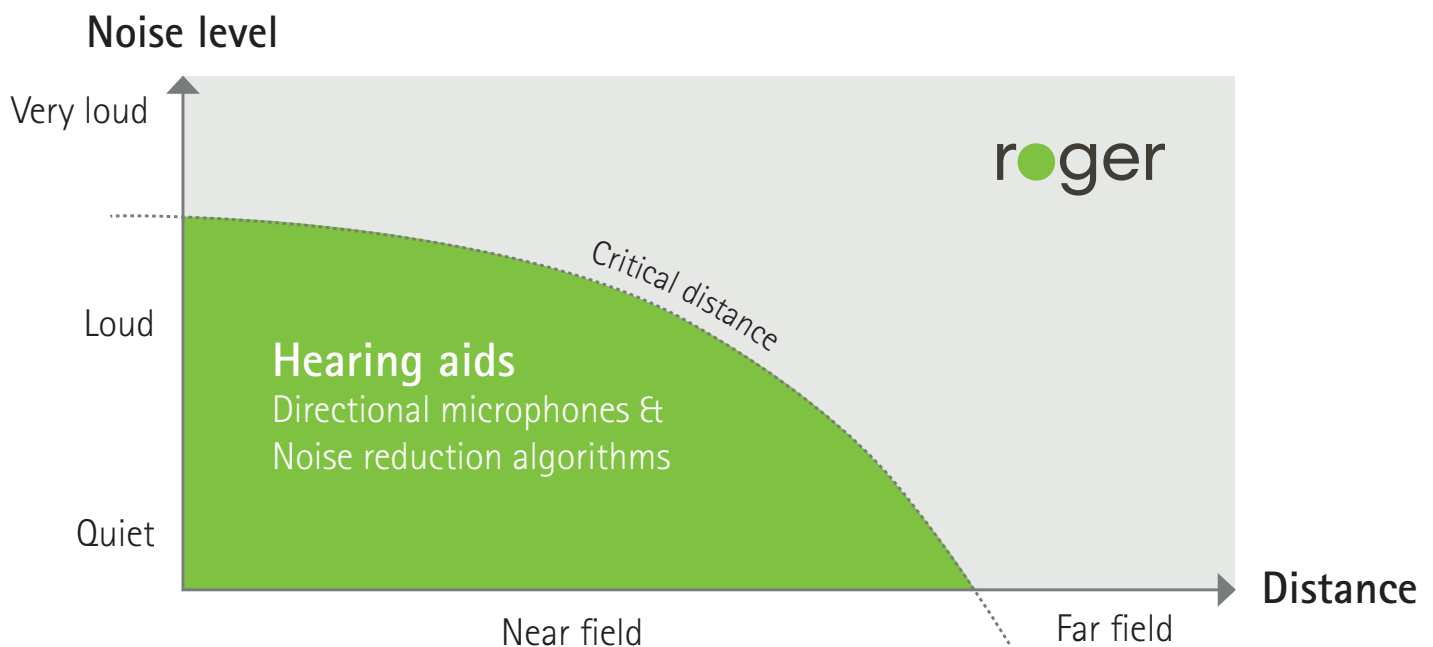 Noise level
Very loud
roger
Critical distance
Loud
Hearing aids
Directional microphones &
Noise reduction algorithms
Quiet
Distance
Near field
Far field